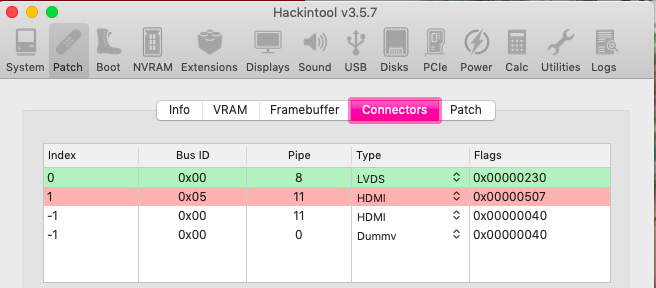 Hackintool v3.5.7
System Patch Boot NVRAM Extensions Displays Sound USB Disks PCIe Power Calc Utilities Logs
Info VRAM Framebuffer Connectors Patch
Index Bus ID Pipe Type Flags
0 0x00 8 LVDS 0x00000230
1 0x05 11 HDMI 0x00000507
-1 0x00 11 HDMI 0x00000040
-1 0x00 0 Dummy 0x00000040